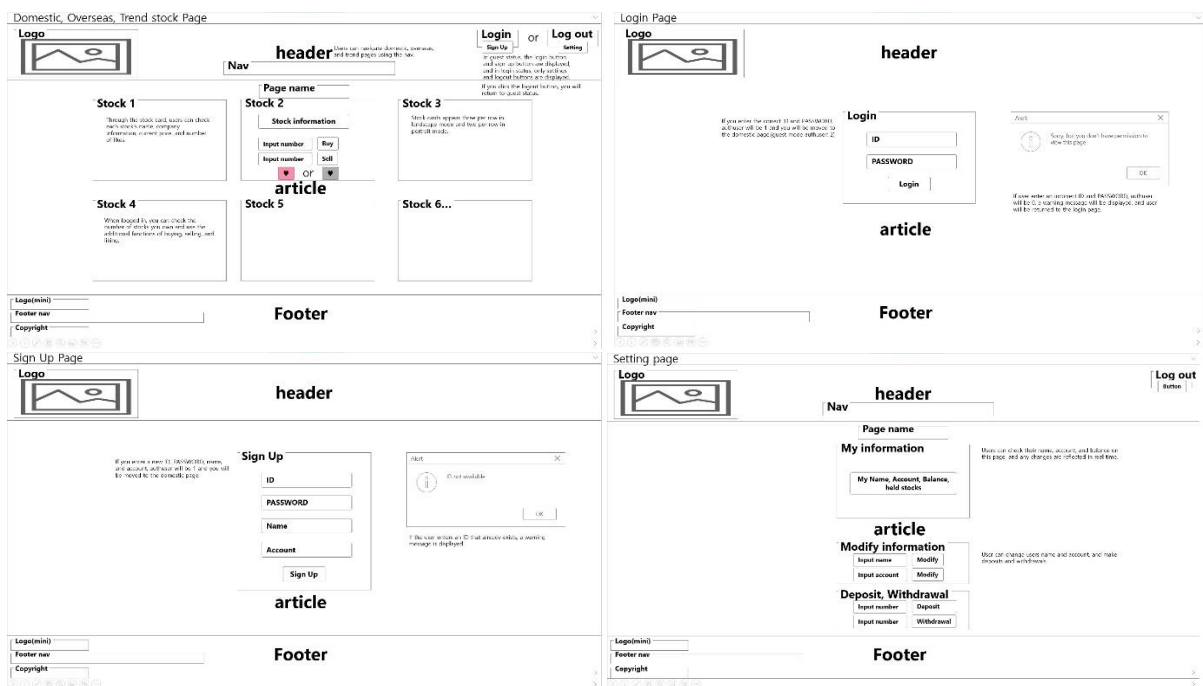 Domestic, Overseas, Trend stock Page
Logo
header
Users can navigate domestic, overseas,
and trend pages using the nav.
Nav
Login
or
Log out
Sign Up
Setting
In guest status, the login button
and sign up button are displayed,
and in login status, only settings
and logout buttons are displayed.
If you click the logout button, you will
return to guest status.
Page name
Stock 1
Through the stock card, users can check
each stock's name, company
information, current price, and number
of likes.
Stock 2
Stock information
Input number
Buy
Input number
Sell
or
Stock 3
Stock cards appear three per row in
landscape mode and two per row in
portrait mode.
article
Stock 4
When logged in, you can check the
number of stocks you own and use the
additional functions of buying, selling, and
liking.
Stock 5
Stock 6...
Logo(mini)
Footer nav
Copyright
Footer
Login Page
Logo
header
If you enter the correct ID and PASSWORD,
authuser will be 1 and you will be moved to
the domestic page(guest mode authuser: 2)
Login
ID
PASSWORD
Login
Alert
Sorry, but you don't have permission to
view this page
OK
If user enter an incorrect ID and PASSWORD, authuser
will be 0, a warning message will be displayed, and user
will be returned to the login page.
article
Logo(mini)
Footer nav
Copyright
Footer
Sign Up Page
Logo
header
If you enter a new ID, PASSWORD, name,
and account, authuser will be 1 and you will
be moved to the domestic page.
Sign Up
ID
PASSWORD
Name
Account
Sign Up
Alert
ID not available
OK
If the user enters an ID that already exists, a warning
message is displayed
article
Logo(mini)
Footer nav
Copyright
Footer
Setting page
Logo
header
Nav
Log out
Button
Page name
My information
My Name, Account, Balance,
held stocks
Users can check their name, account, and balance on
this page, and any changes are reflected in real time.
article
Modify information
Input name
Modify
Input account
Modify
User can change users name and account, and make
deposits and withdrawals
Deposit, Withdrawal
Input number
Deposit
Input number
Withdrawal
Logo(mini)
Footer nav
Copyright
Footer